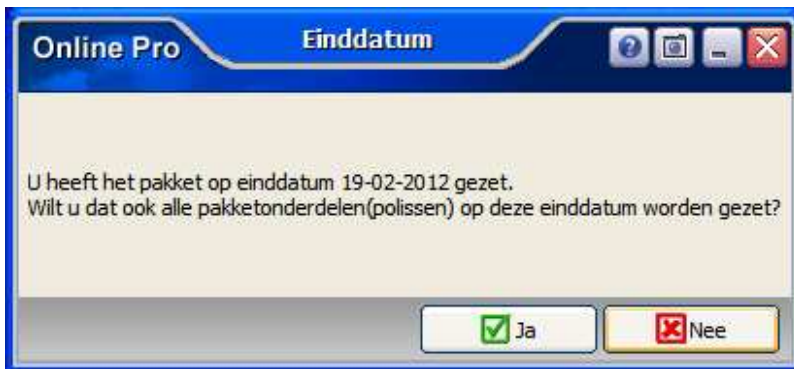 Online Pro
Einddatum
U heeft het pakket op einddatum 19-02-2012 gezet.
Wilt u dat ook alle pakketonderdelen(polissen) op deze einddatum worden gezet?
Ja
Nee